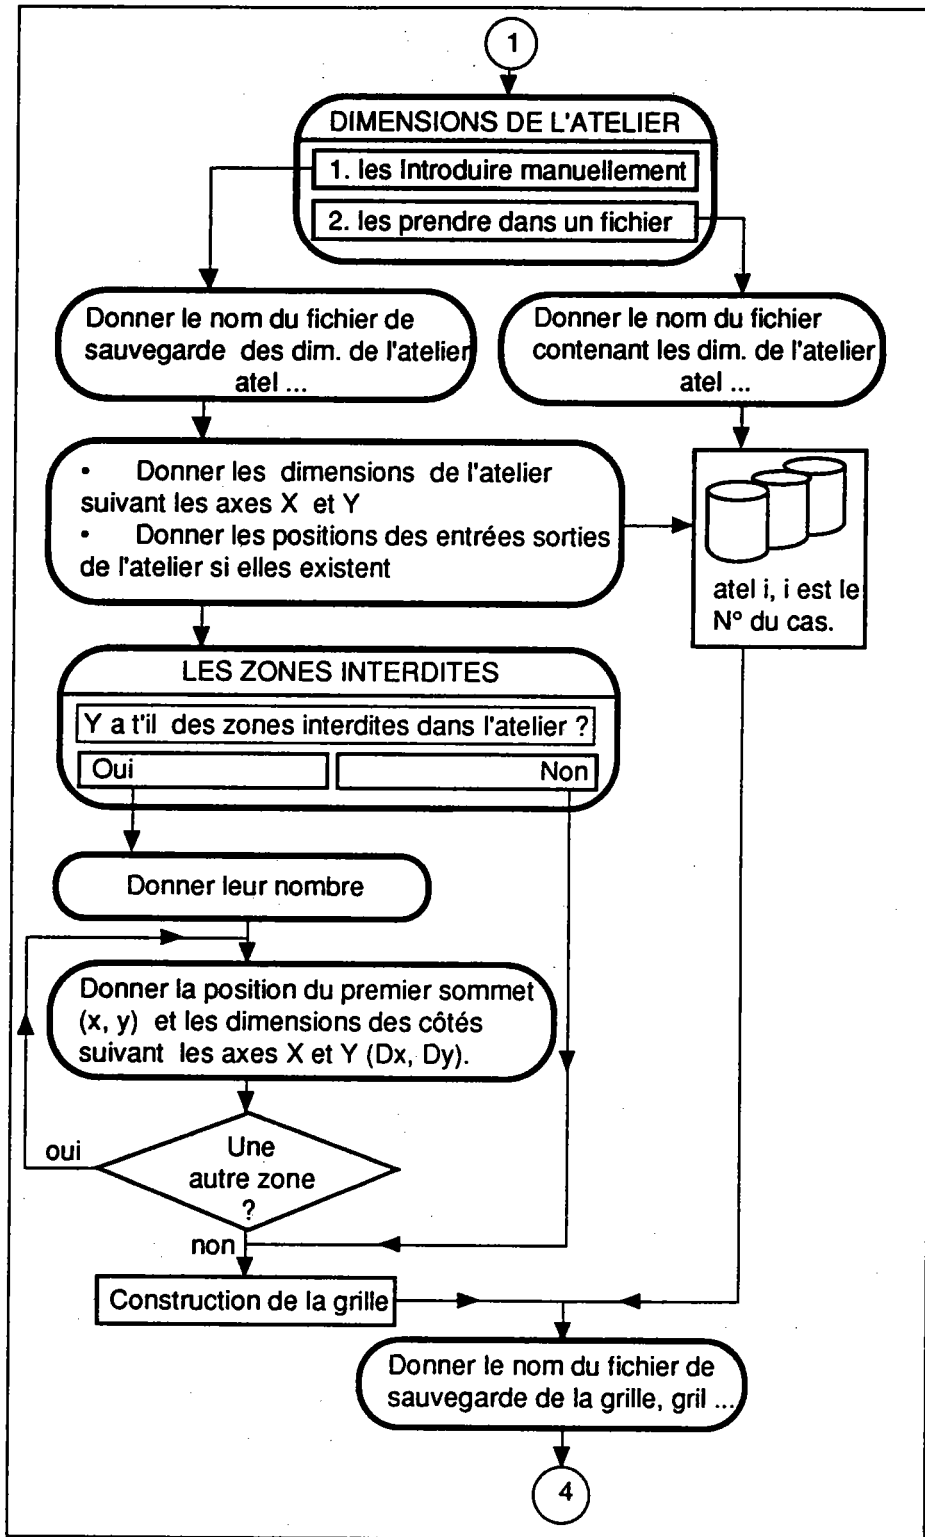 1
DIMENSIONS DE L'ATELIER
1. les Introduire manuellement
2. les prendre dans un fichier
Donner le nom du fichier de
sauvegarde des dim. de l'atelier
atel ...
Donner le nom du fichier
contenant les dim. de l'atelier
atel ...
• Donner les dimensions de l'atelier
suivant les axes X et Y
• Donner les positions des entrées sorties
de l'atelier si elles existent
atel i, i est le
N° du cas.
LES ZONES INTERDITES
Y a t'il des zones interdites dans l'atelier ?
Oui
Non
Donner leur nombre
Donner la position du premier sommet
(x, y) et les dimensions des côtés
suivant les axes X et Y (Dx, Dy).
oui
Une
autre zone
?
non
Construction de la grille
Donner le nom du fichier de
sauvegarde de la grille, gril ...
4